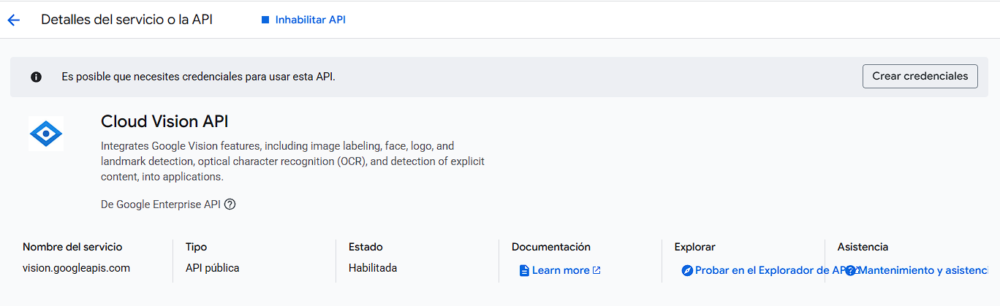 Detalles del servicio o la API
Inhabilitar API
Es posible que necesites credenciales para usar esta API.
Crear credenciales
Cloud Vision API
Integrates Google Vision features, including image labeling, face, logo, and
landmark detection, optical character recognition (OCR), and detection of explicit
content, into applications.
De Google Enterprise API
Nombre del servicio
vision.googleapis.com
Tipo
API pública
Estado
Habilitada
Documentación
Learn more
Explorar
Probar en el Explorador de AP
Asistencia
Mantenimiento y asistenci